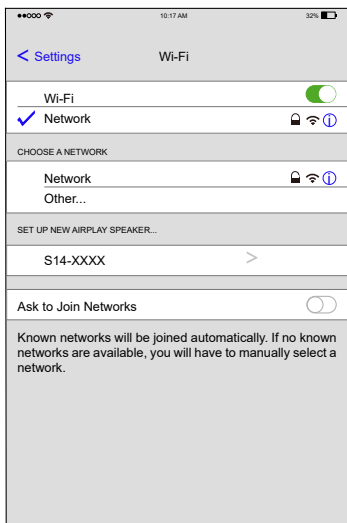 10:17 AM 32%
< Settings Wi-Fi
Wi-Fi
Network
CHOOSE A NETWORK
Network
Other...
SET UP NEW AIRPLAY SPEAKER...
S14-XXXX >
Ask to Join Networks
Known networks will be joined automatically. If no known
networks are available, you will have to manually select a
network.